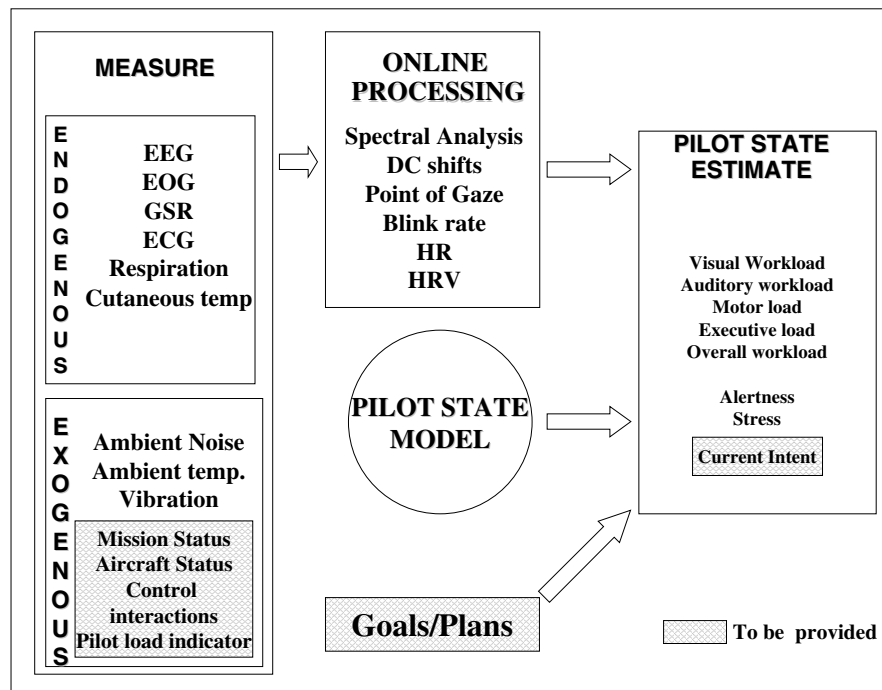 MEASURE
ENDOGENOUS
EEG
EOG
GSR
ECG
Respiration
Cutaneous temp
EXOGENOUS
Ambient Noise
Ambient temp.
Vibration
Mission Status
Aircraft Status
Control
interactions
Pilot load indicator
ONLINE
PROCESSING
Spectral Analysis
DC shifts
Point of Gaze
Blink rate
HR
HRV
PILOT STATE
MODEL
Goals/Plans
PILOT STATE
ESTIMATE
Visual Workload
Auditory workload
Motor load
Executive load
Overall workload
Alertness
Stress
Current Intent
To be provided